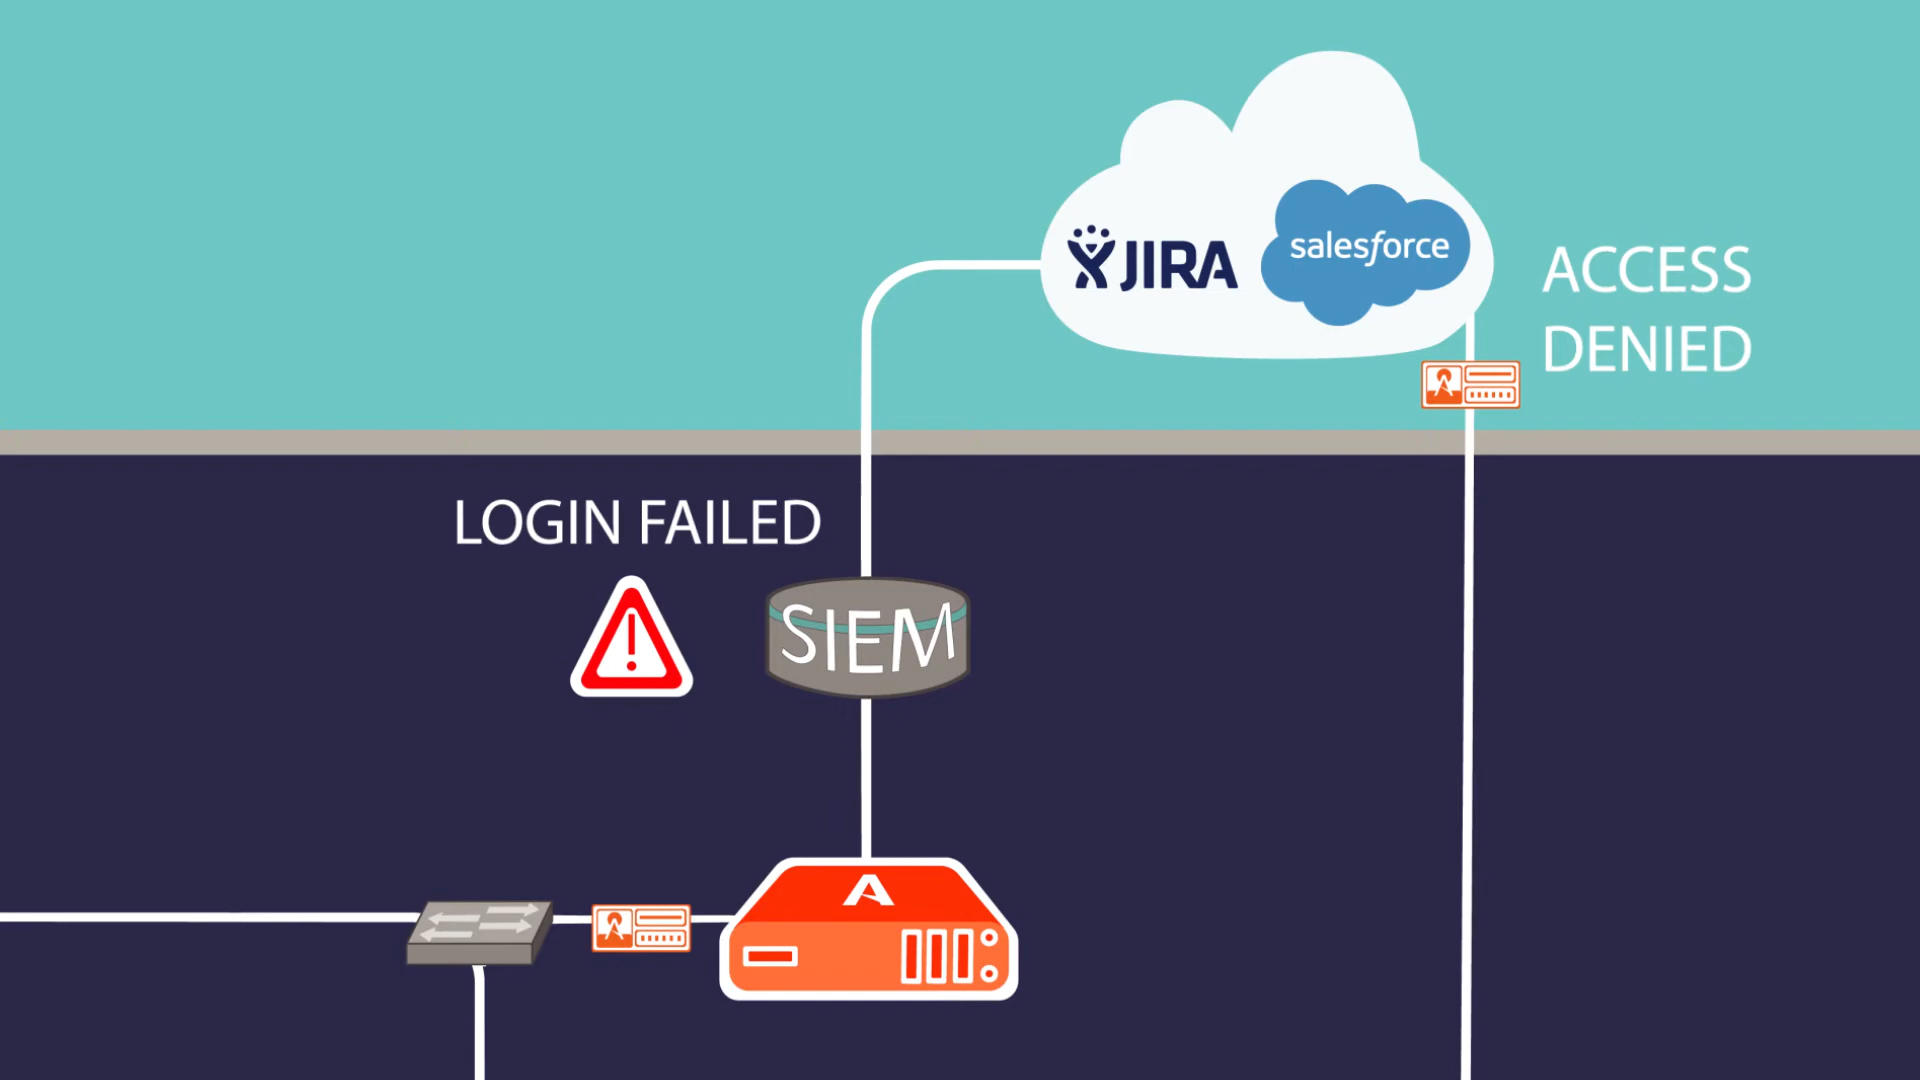 JIRA
salesforce
ACCESS
DENIED
LOGIN FAILED
SIEM
A